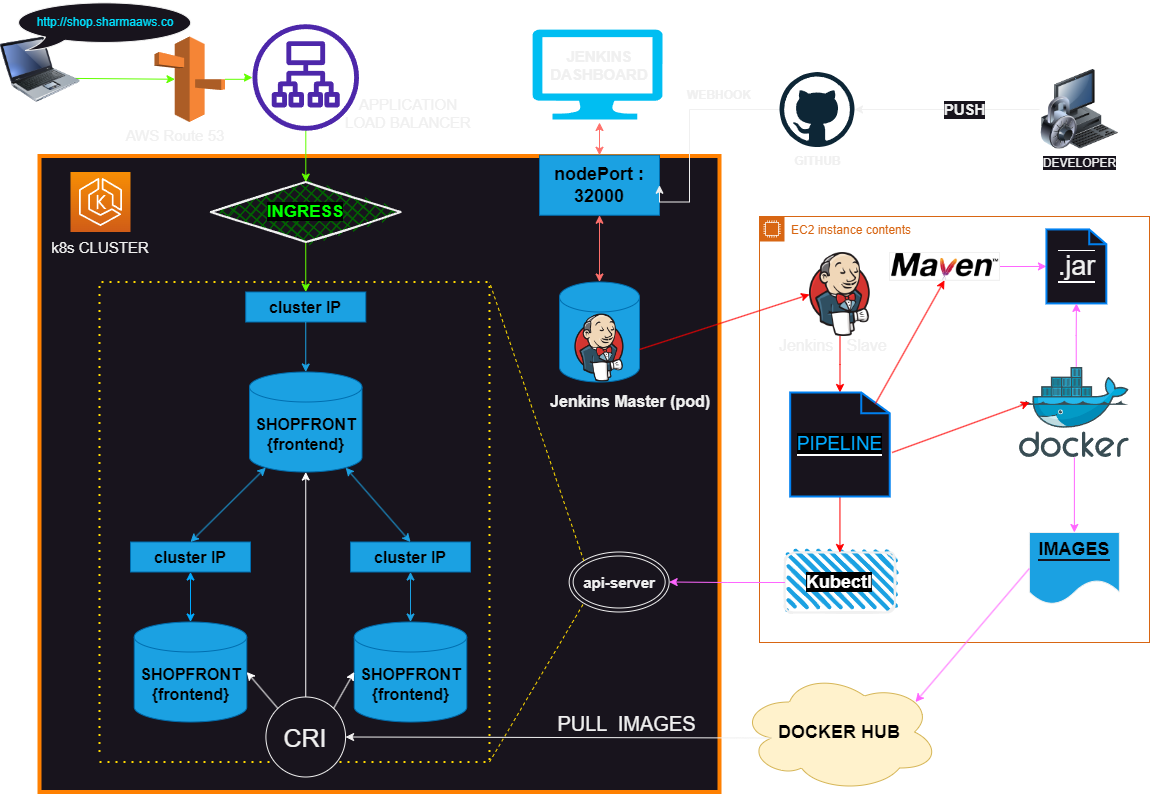 http://shop.sharmaaws.co
AWS Route 53
APPLICATION
LOAD BALANCER
JENKINS
DASHBOARD
WEBHOOK
GITHUB
PUSH
DEVELOPER
k8s CLUSTER
INGRESS
nodePort :
32000
cluster IP
SHOPFRONT
{frontend}
cluster IP
cluster IP
SHOPFRONT
{frontend}
SHOPFRONT
{frontend}
CRI
Jenkins Master (pod)
api-server
PULL IMAGES
DOCKER HUB
EC2 instance contents
Jenkins Slave
Maven™
.jar
PIPELINE
docker
Kubectl
IMAGES